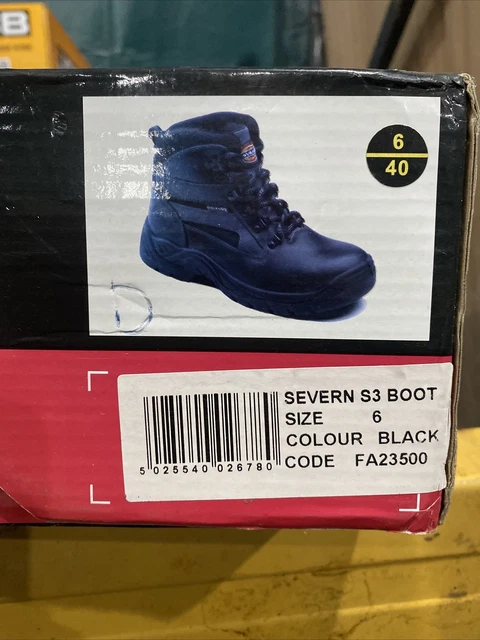 B
6
40
D
SEVERN S3 BOOT
SIZE 6
COLOUR BLACK
CODE FA23500
5 025540 026780